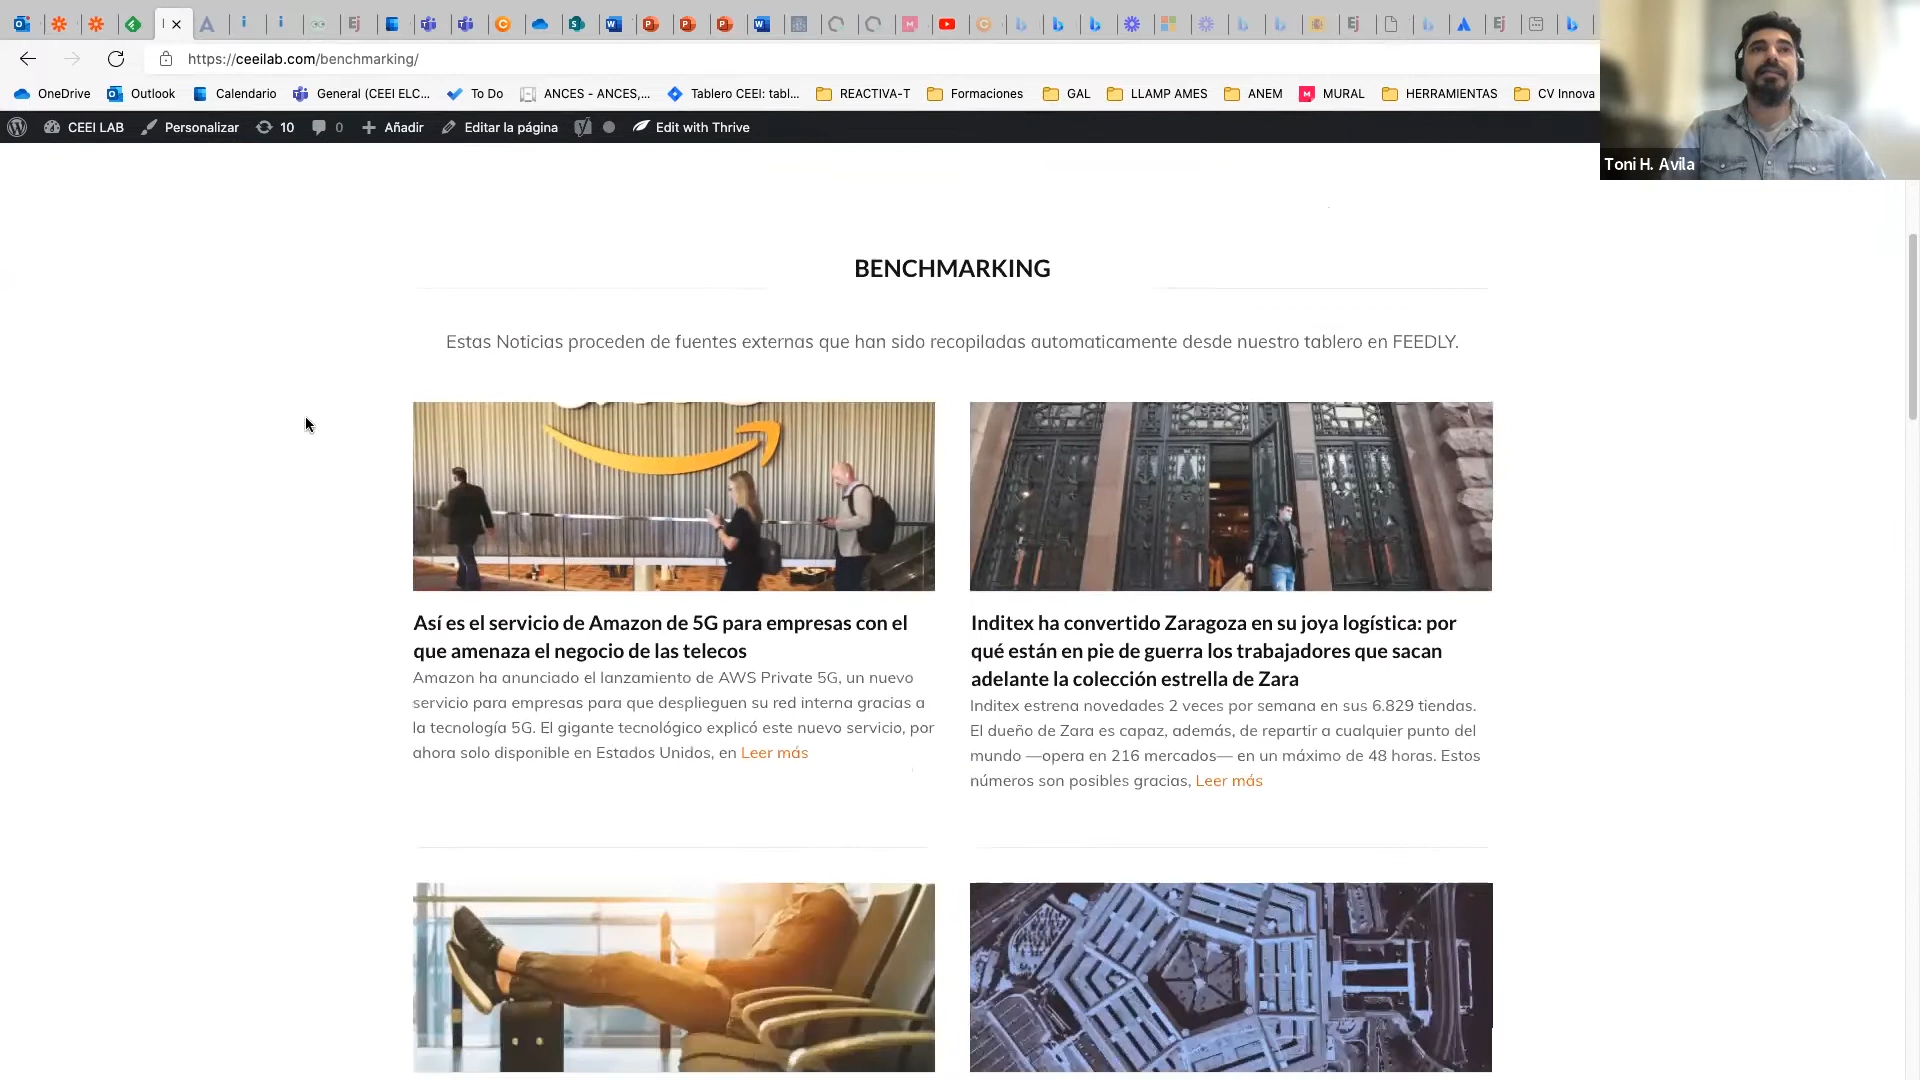 https://ceeilab.com/benchmarking/
OneDrive Outlook Calendario General (CEEI ELC... To Do ANCES - ANCES,... Tablero CEEI: tabl... REACTIVA-T Formaciones GAL LLAMP AMES ANEM MURAL HERRAMIENTAS CV Innova
CEEI LAB Personalizar 10 0 Añadir Editar la página Edit with Thrive
Toni H. Avila
BENCHMARKING
Estas Noticias proceden de fuentes externas que han sido recopiladas automaticamente desde nuestro tablero en FEEDLY.
Así es el servicio de Amazon de 5G para empresas con el
que amenaza el negocio de las telecos
Amazon ha anunciado el lanzamiento de AWS Private 5G, un nuevo
servicio para empresas para que desplieguen su red interna gracias a
la tecnología 5G. El gigante tecnológico explicó este nuevo servicio, por
ahora solo disponible en Estados Unidos, en Leer más
Inditex ha convertido Zaragoza en su joya logística: por
qué están en pie de guerra los trabajadores que sacan
adelante la colección estrella de Zara
Inditex estrena novedades 2 veces por semana en sus 6.829 tiendas.
El dueño de Zara es capaz, además, de repartir a cualquier punto del
mundo —opera en 216 mercados— en un máximo de 48 horas. Estos
números son posibles gracias, Leer más